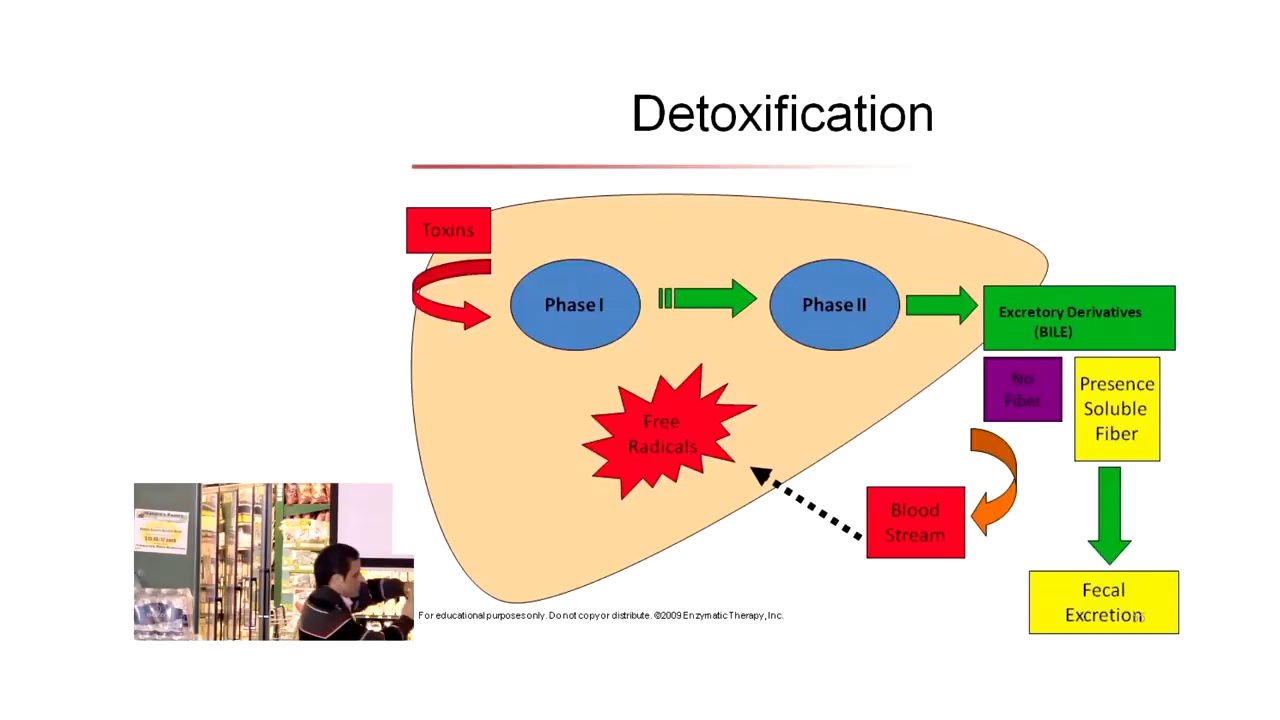 Detoxification
Toxins
Phase I
Phase II
Excretory Derivatives
(BILE)
No
Fiber
Presence
Soluble
Fiber
Free
Radicals
Blood
Stream
Fecal
Excretion
For educational purposes only. Do not copy or distribute. ©2009 Enzymatic Therapy, Inc.